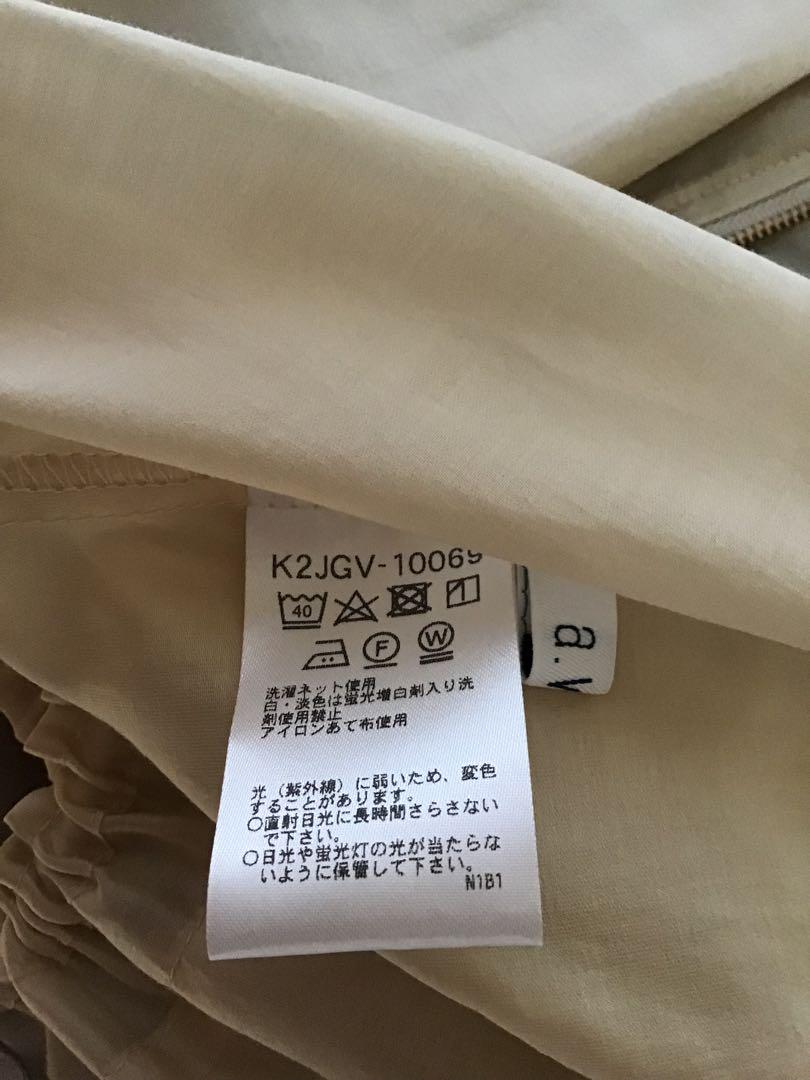 K2JGV-10069
40
F W
洗濯ネット使用
白・淡色は蛍光増白剤入り洗
剤使用禁止
アイロンあて布使用
光（紫外線）に弱いため、変色
することがあります。
○直射日光に長時間さらさない
で下さい。
○日光や蛍光灯の光が当たらな
いように保管して下さい。
N1B1
a.v